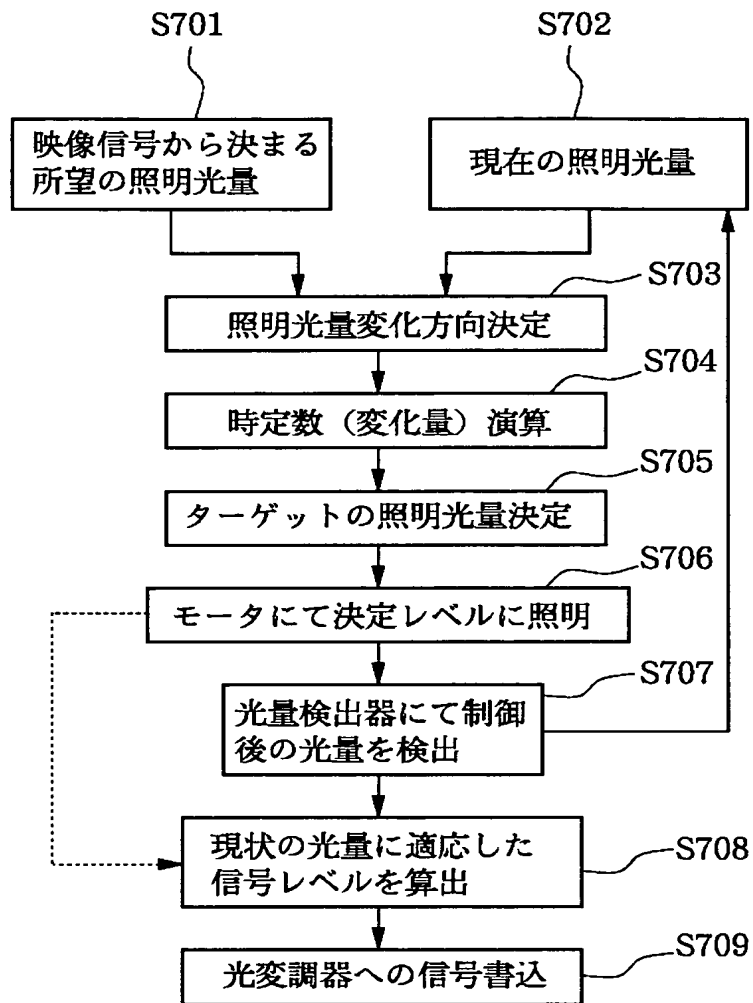 S701
S702
映像信号から決まる
所望の照明光量
現在の照明光量
S703
照明光量変化方向決定
S704
時定数（変化量）演算
S705
ターゲットの照明光量決定
S706
モータにて決定レベルに照明
S707
光量検出器にて制御
後の光量を検出
現状の光量に適応した
信号レベルを算出
S708
光変調器への信号書込
S709